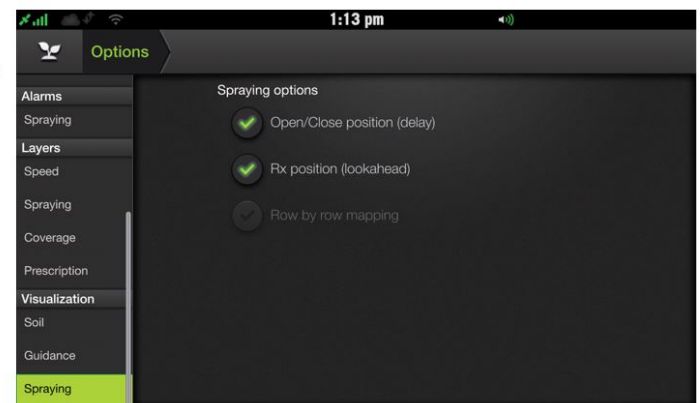 1:13 pm
Options
Alarms
Spraying
Layers
Speed
Spraying
Coverage
Prescription
Visualization
Soil
Guidance
Spraying
Spraying options
Open/Close position (delay)
Rx position (lookahead)
Row by row mapping